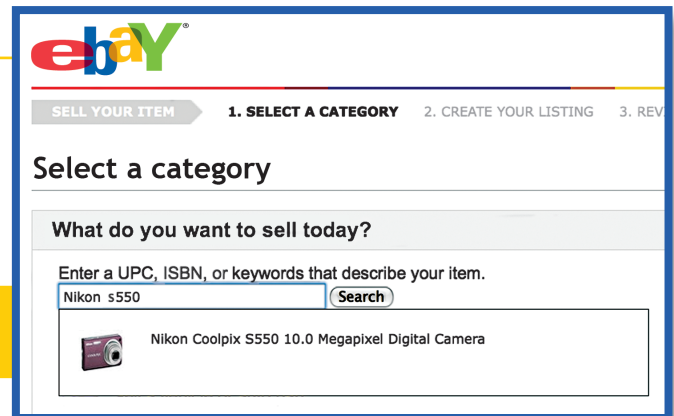 ebaY®
SELL YOUR ITEM 1. SELECT A CATEGORY 2. CREATE YOUR LISTING 3. REV
Select a category
What do you want to sell today?
Enter a UPC, ISBN, or keywords that describe your item.
Nikon s550 Search
Nikon Coolpix S550 10.0 Megapixel Digital Camera